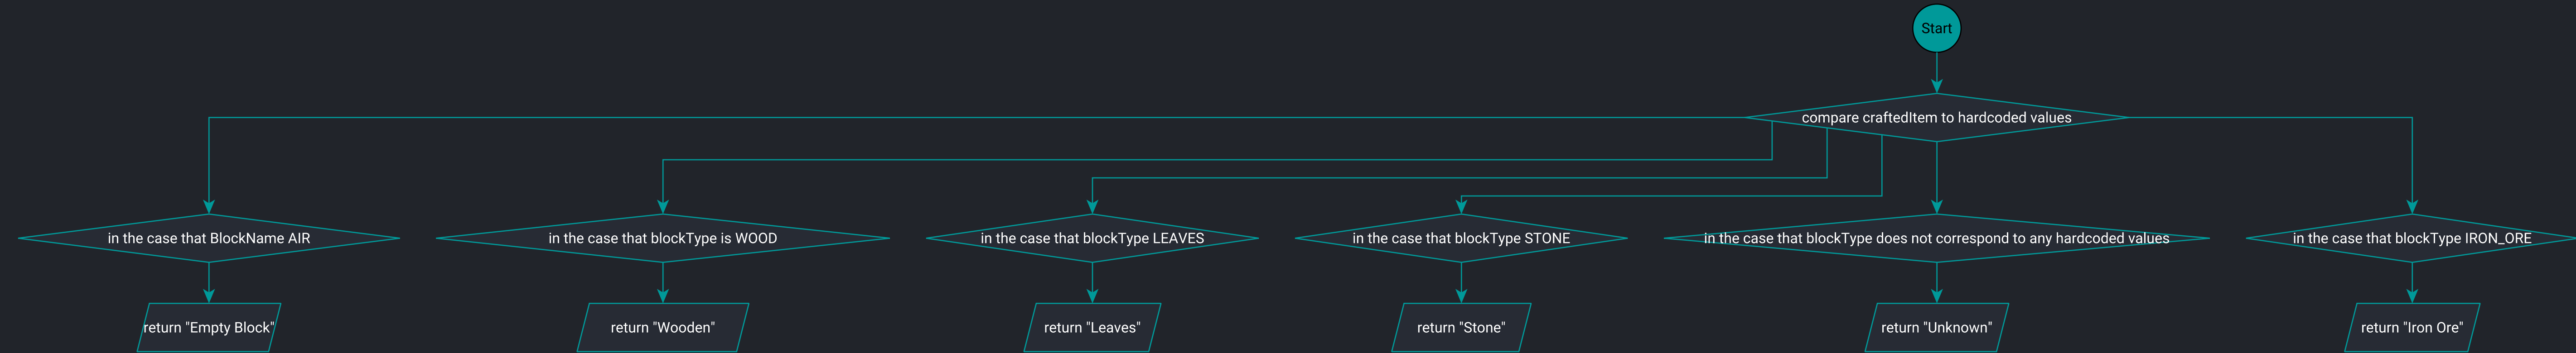 Start
compare craftedItem to hardcoded values
in the case that BlockName AIR
in the case that blockType is WOOD
in the case that blockType LEAVES
in the case that blockType STONE
in the case that blockType does not correspond to any hardcoded values
in the case that blockType IRON_ORE
return "Empty Block"
return "Wooden"
return "Leaves"
return "Stone"
return "Unknown"
return "Iron Ore"